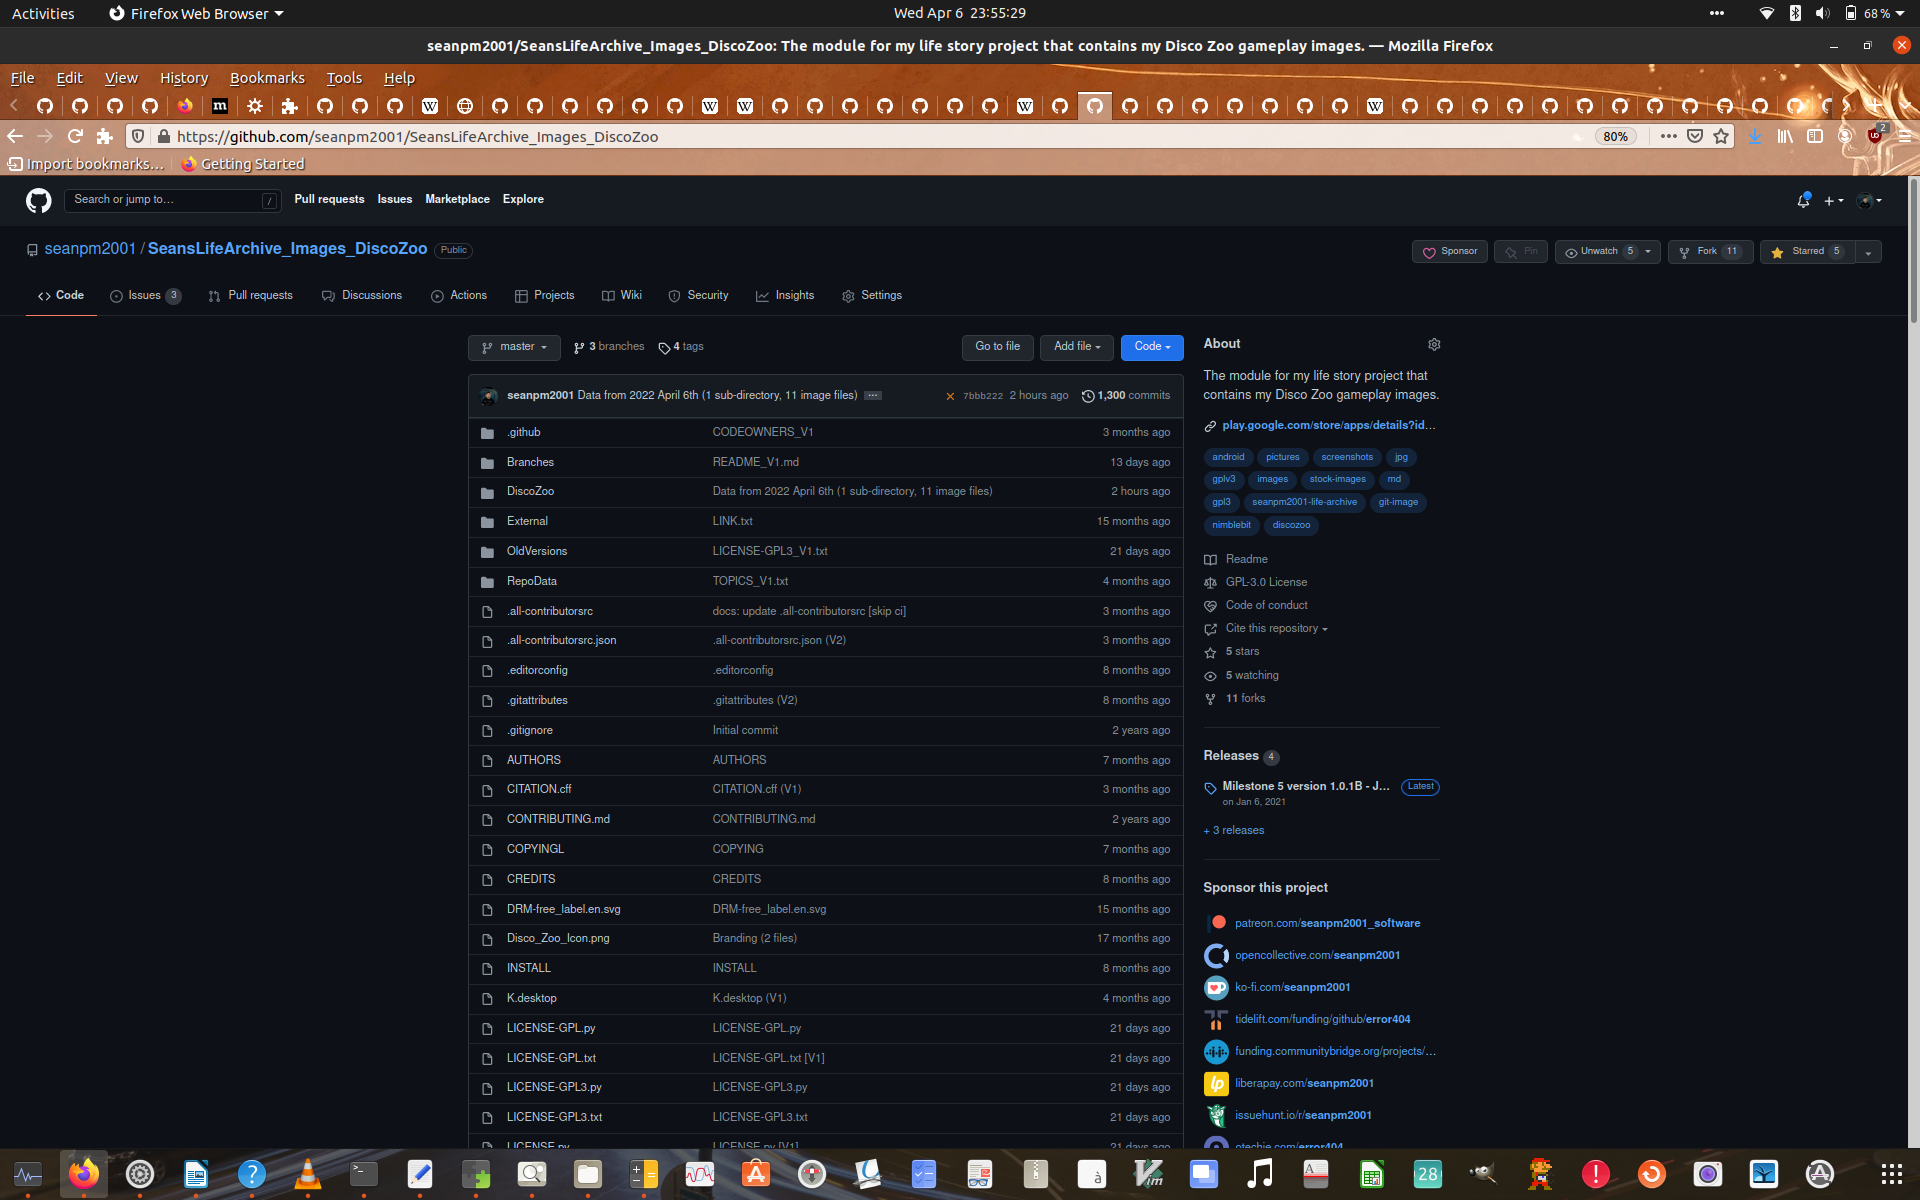 Activities Firefox Web Browser Wed Apr 6 23:55:29 68 %
seanpm2001/SeansLifeArchive_Images_DiscoZoo: The module for my life story project that contains my Disco Zoo gameplay images. — Mozilla Firefox
File Edit View History Bookmarks Tools Help
https://github.com/seanpm2001/SeansLifeArchive_Images_DiscoZoo 80% 2
Import bookmarks… Getting Started
Search or jump to… / Pull requests Issues Marketplace Explore
seanpm2001 / SeansLifeArchive_Images_DiscoZoo Public Sponsor Pin Unwatch 5 Fork 11 Starred 5
Code Issues 3 Pull requests Discussions Actions Projects Wiki Security Insights Settings
master 3 branches 4 tags Go to file Add file Code
seanpm2001 Data from 2022 April 6th (1 sub-directory, 11 image files) 7bbb222 2 hours ago 1,300 commits
.github CODEOWNERS_V1 3 months ago
Branches README_V1.md 13 days ago
DiscoZoo Data from 2022 April 6th (1 sub-directory, 11 image files) 2 hours ago
External LINK.txt 15 months ago
OldVersions LICENSE-GPL3_V1.txt 21 days ago
RepoData TOPICS_V1.txt 4 months ago
.all-contributorsrc docs: update .all-contributorsrc [skip ci] 3 months ago
.all-contributorsrc.json .all-contributorsrc.json (V2) 3 months ago
.editorconfig .editorconfig 8 months ago
.gitattributes .gitattributes (V2) 8 months ago
.gitignore Initial commit 2 years ago
AUTHORS AUTHORS 7 months ago
CITATION.cff CITATION.cff (V1) 3 months ago
CONTRIBUTING.md CONTRIBUTING.md 2 years ago
COPYINGL COPYING 7 months ago
CREDITS CREDITS 8 months ago
DRM-free_label.en.svg DRM-free_label.en.svg 15 months ago
Disco_Zoo_Icon.png Branding (2 files) 17 months ago
INSTALL INSTALL 8 months ago
K.desktop K.desktop (V1) 4 months ago
LICENSE-GPL.py LICENSE-GPL.py 21 days ago
LICENSE-GPL.txt LICENSE-GPL.txt [V1] 21 days ago
LICENSE-GPL3.py LICENSE-GPL3.py 21 days ago
LICENSE-GPL3.txt LICENSE-GPL3.txt 21 days ago
LICENSE.py LICENSE.py [V1] 21 days ago
About
The module for my life story project that
contains my Disco Zoo gameplay images.
play.google.com/store/apps/details?id…
android pictures screenshots jpg
gplv3 images stock-images md
gpl3 seanpm2001-life-archive git-image
nimblebit discozoo
Readme
GPL-3.0 License
Code of conduct
Cite this repository
5 stars
5 watching
11 forks
Releases 4
Milestone 5 version 1.0.1B - J… Latest
on Jan 6, 2021
+ 3 releases
Sponsor this project
patreon.com/seanpm2001_software
opencollective.com/seanpm2001
ko-fi.com/seanpm2001
tidelift.com/funding/github/error404
funding.communitybridge.org/projects/…
liberapay.com/seanpm2001
issuehunt.io/r/seanpm2001
otechie.com/error404
28